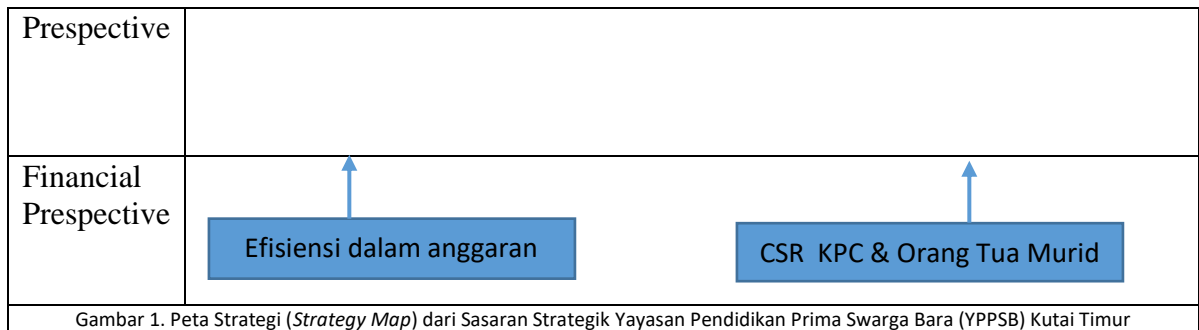 Prespective
Financial
Prespective
Efisiensi dalam anggaran
CSR KPC & Orang Tua Murid
Gambar 1. Peta Strategi (Strategy Map) dari Sasaran Strategik Yayasan Pendidikan Prima Swarga Bara (YPPSB) Kutai Timur